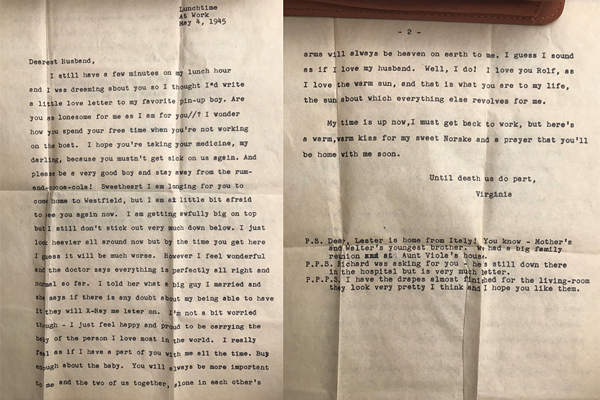 Lunchtime
At Work
May 4, 1945
Dearest Husband,
I still have a few minutes on my lunch hour
and I was dreaming about you so I thought I'd write
a little love letter to my favorite pin-up boy. Are
you as lonesome for me as I am for you//? I wonder
how you spend your free time when you're not working
on the boat. I hope you're taking your medicine, my
darling, because you mustn't get sick on us again. And
please be a very good boy and stay away from the rum-
and-cooa-cola! Sweetheart I am longing for you to
come home to Westfield, but I am a little bit afraid
to see you again now. I am getting awfully big on top
but I still don't stick out very much down below. I just
look heavier all around now but by the time you get here
I guess it will be much worse. However I feel wonderful
and the doctor says everything is perfectly all right and
normal so far. I told her what a big guy I married and
she says if there is any doubt about my being able to have
it they will X-Ray me later on. I'm not a bit worried
though - I just feel happy and proud to be carrying the
baby of the person I love most in the world. I really
feel as if I have a part of you with me all the time. But
enough about the baby. You will always be more important
to me and the two of us together, alone in each other's
- 2 -
arms will always be heaven on earth to me. I guess I sound
as if I love my husband. Well, I do! I love you Rolf, as
I love the warm sun, and that is what you are to my life,
the sun about which everything else revolves for me.
My time is up now,I must get back to work, but here's
a warm,warm kiss for my sweet Norske and a prayer that you'll
be home with me soon.
Until death us do part,
Virginia
P.S. Dear, Lester is home from Italy! You know - Mother's
and Walter's youngest brother. We had a big family
reunion at Aunt Viola's house.
P.P.S. Richard was asking for you - he's still down there
in the hospital but is very much better.
P.P.P.S. I have the drapes almost finished for the living-room
they look very pretty I think and I hope you like them.